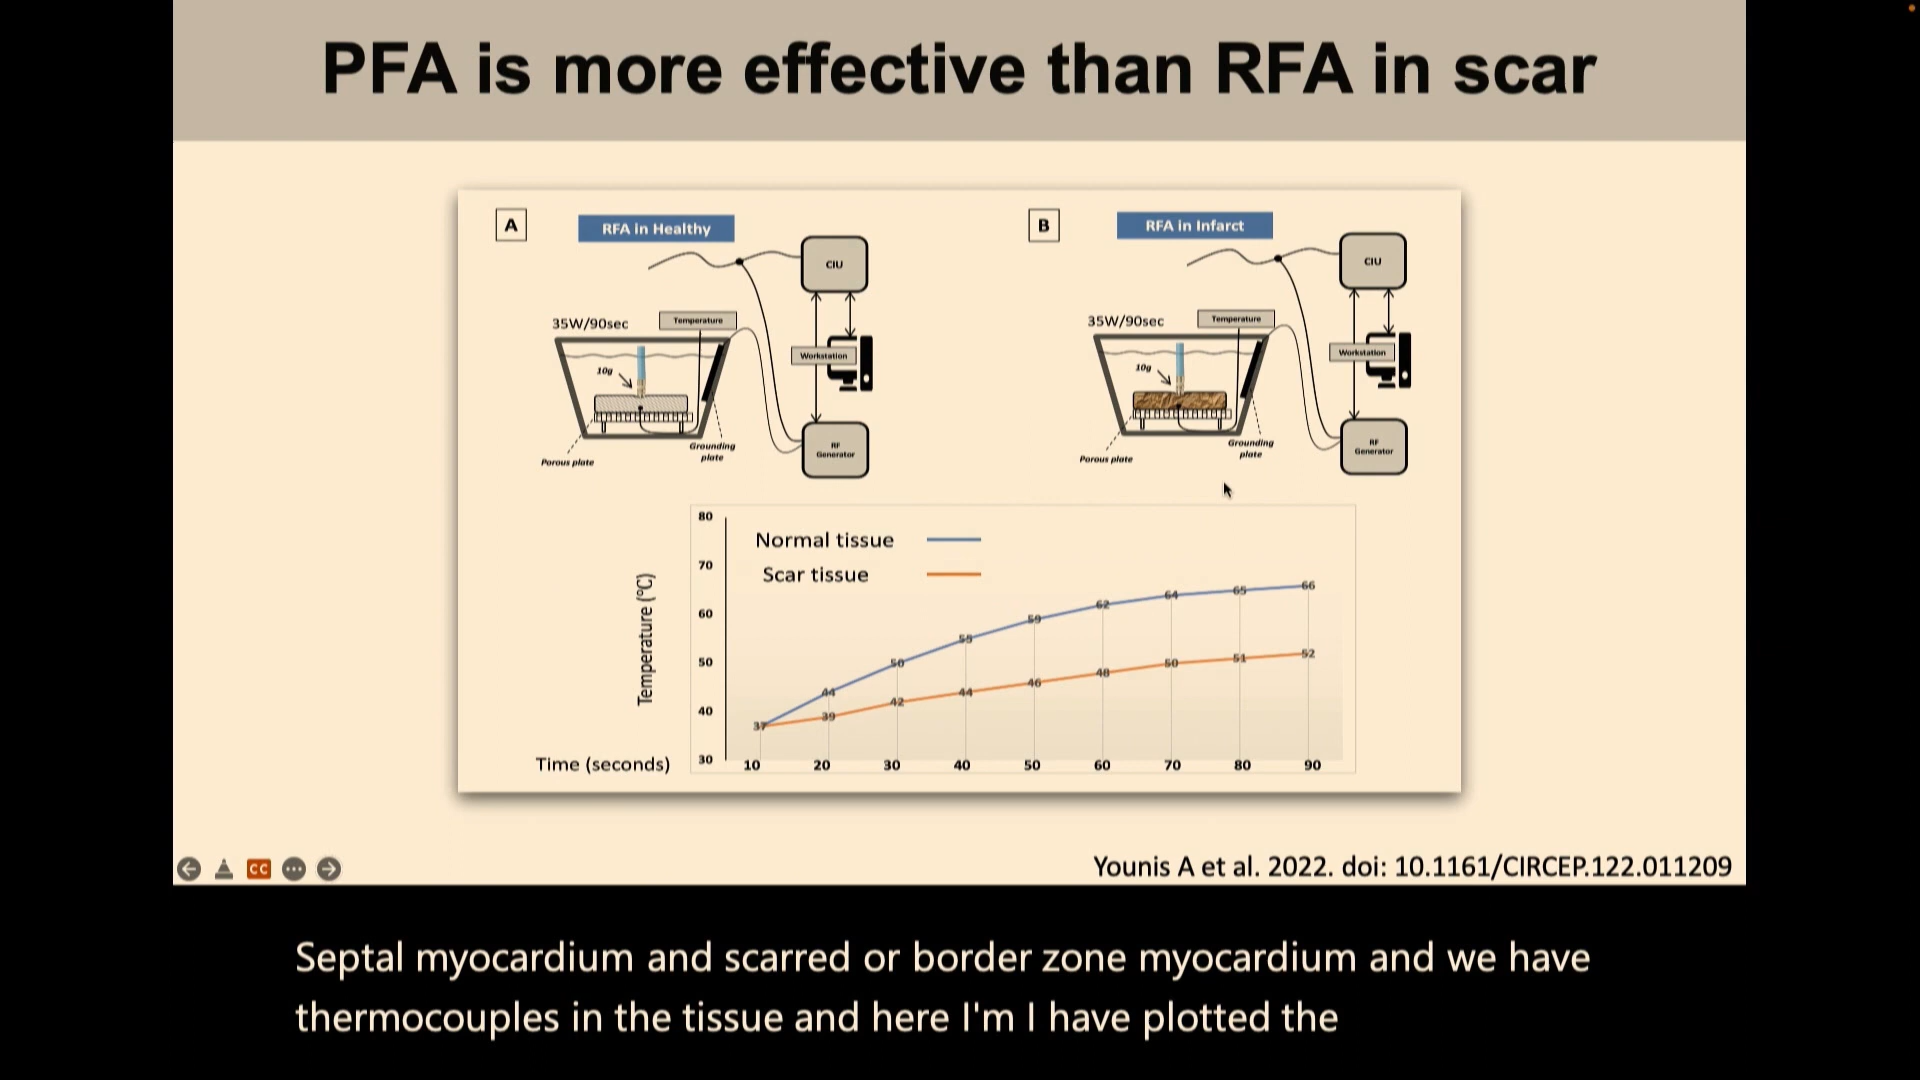 PFA is more effective than RFA in scar
A
RFA in Healthy
CIU
35W/90sec
Temperature
10g
Workstation
Grounding
plate
Porous plate
RF
Generator
B
RFA in Infarct
CIU
35W/90sec
Temperature
10g
Workstation
Grounding
plate
Porous plate
RF
Generator
80
70
60
50
40
30
Temperature (°C)
Normal tissue
Scar tissue
37
44
50
55
59
62
64
65
66
39
42
44
46
48
50
51
52
Time (seconds)
10 20 30 40 50 60 70 80 90
CC
Younis A et al. 2022. doi: 10.1161/CIRCEP.122.011209
Septal myocardium and scarred or border zone myocardium and we have
thermocouples in the tissue and here I'm I have plotted the